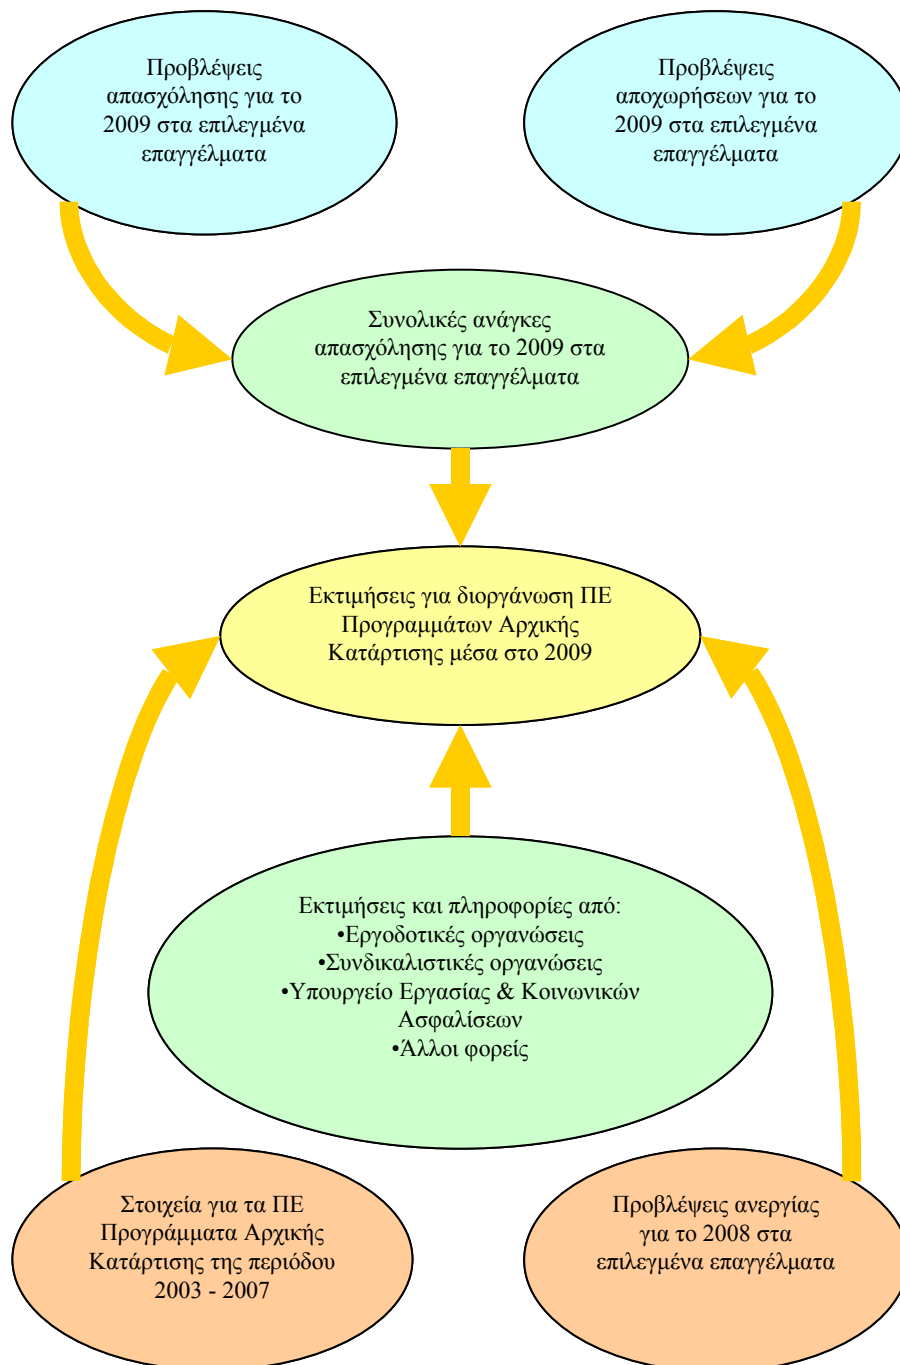 Προβλέψεις
απασχόλησης για το
2009 στα επιλεγμένα
επαγγέλματα
Προβλέψεις
αποχωρήσεων για το
2009 στα επιλεγμένα
επαγγέλματα
Συνολικές ανάγκες
απασχόλησης για το 2009 στα
επιλεγμένα επαγγέλματα
Εκτιμήσεις για διοργάνωση ΠΕ
Προγραμμάτων Αρχικής
Κατάρτισης μέσα στο 2009
Εκτιμήσεις και πληροφορίες από:
•Εργοδοτικές οργανώσεις
•Συνδικαλιστικές οργανώσεις
•Υπουργείο Εργασίας & Κοινωνικών
Ασφαλίσεων
•Άλλοι φορείς
Στοιχεία για τα ΠΕ
Προγράμματα Αρχικής
Κατάρτισης της περιόδου
2003 - 2007
Προβλέψεις ανεργίας
για το 2008 στα
επιλεγμένα επαγγέλματα